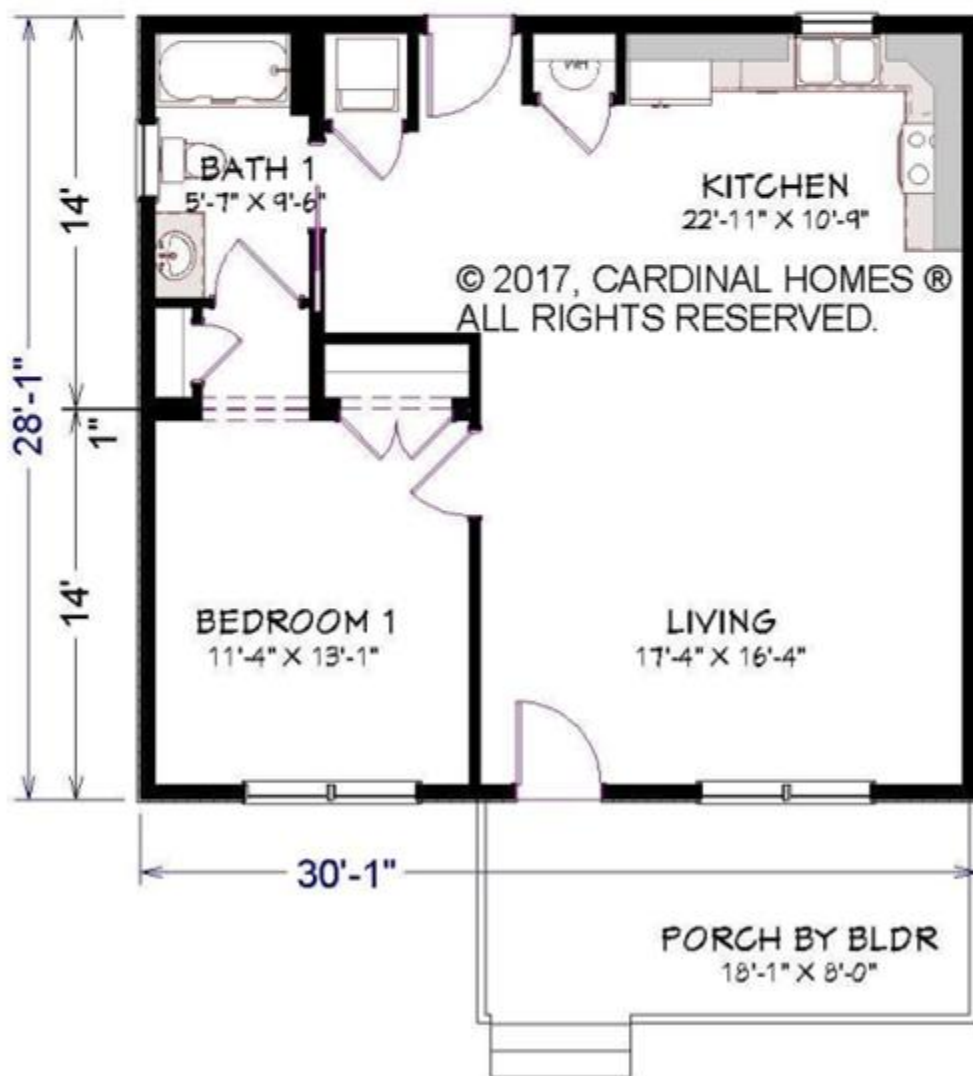 WH
BATH 1
5'-7" X 9'-6"
KITCHEN
22'-11" X 10'-9"
© 2017, CARDINAL HOMES ®
ALL RIGHTS RESERVED.
14'
28'-1"
1"
14'
BEDROOM 1
11'-4" X 13'-1"
LIVING
17'-4" X 16'-4"
30'-1"
PORCH BY BLDR
18'-1" X 8'-0"